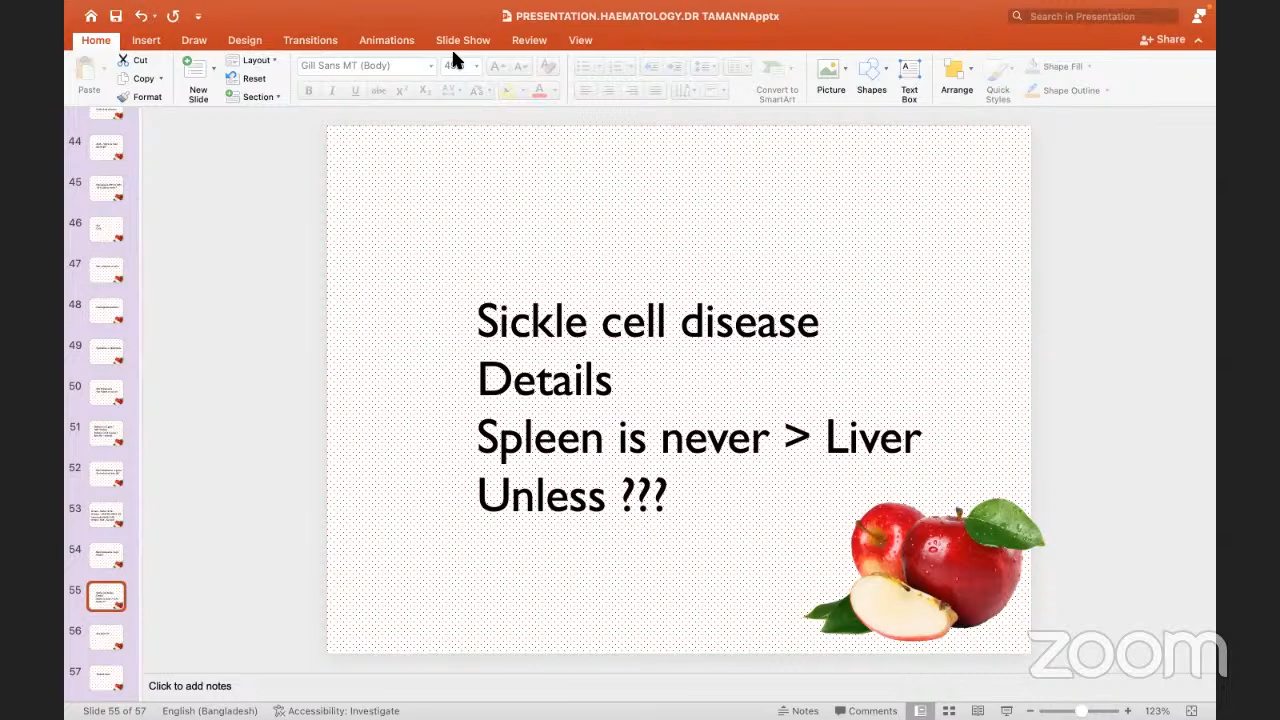 PRESENTATION.HAEMATOLOGY.DR TAMANNApptx
Search in Presentation
Home Insert Draw Design Transitions Animations Slide Show Review View
Share
Paste
Cut
Copy
Format
New
Slide
Layout
Reset
Section
Gill Sans MT (Body)
Convert to
SmartArt
Picture
Shapes
Text
Box
Arrange
Quick
Styles
Shape Fill
Shape Outline
44
45
46
47
48
49
50
51
52
53
54
55
56
57
Sickle cell disease
Details
Spleen is never > Liver
Unless ???
zoom
Click to add notes
Slide 55 of 57 English (Bangladesh) Accessibility: Investigate Notes Comments 123%